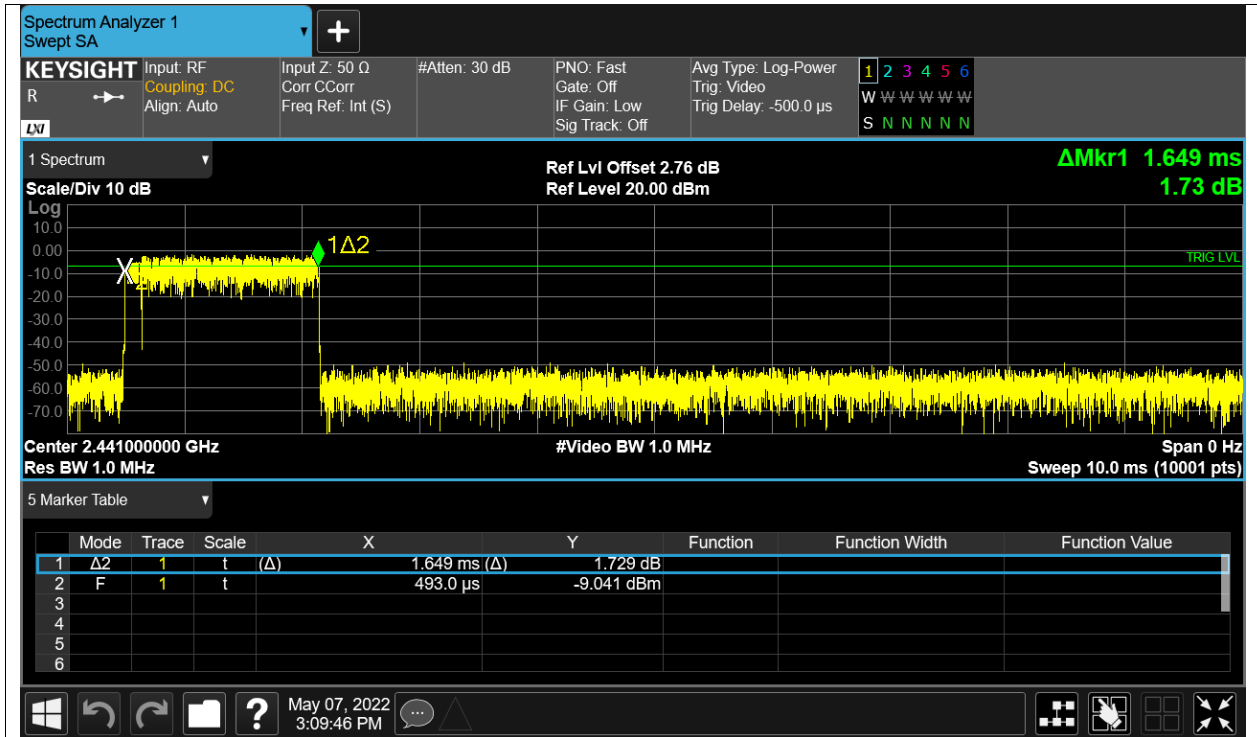 Spectrum Analyzer 1
Swept SA
+
KEYSIGHT Input: RF Input Z: 50 Ω #Atten: 30 dB PNO: Fast Avg Type: Log-Power 1 2 3 4 5 6
R Coupling: DC Corr CCorr Gate: Off Trig: Video W W W W W W
Align: Auto Freq Ref: Int (S) IF Gain: Low Trig Delay: -500.0 µs
LXI Sig Track: Off S N N N N N
1 Spectrum Ref Lvl Offset 2.76 dB ΔMkr1 1.649 ms
Scale/Div 10 dB Ref Level 20.00 dBm 1.73 dB
Log
10.0
0.00 1Δ2
TRIG LVL
-10.0 X
-20.0
-30.0
-40.0
-50.0
-60.0
-70.0
Center 2.441000000 GHz #Video BW 1.0 MHz Span 0 Hz
Res BW 1.0 MHz Sweep 10.0 ms (10001 pts)
5 Marker Table
Mode Trace Scale X Y Function Function Width Function Value
1 Δ2 1 t (Δ) 1.649 ms (Δ) 1.729 dB
2 F 1 t 493.0 µs -9.041 dBm
3
4
5
6
? May 07, 2022
3:09:46 PM